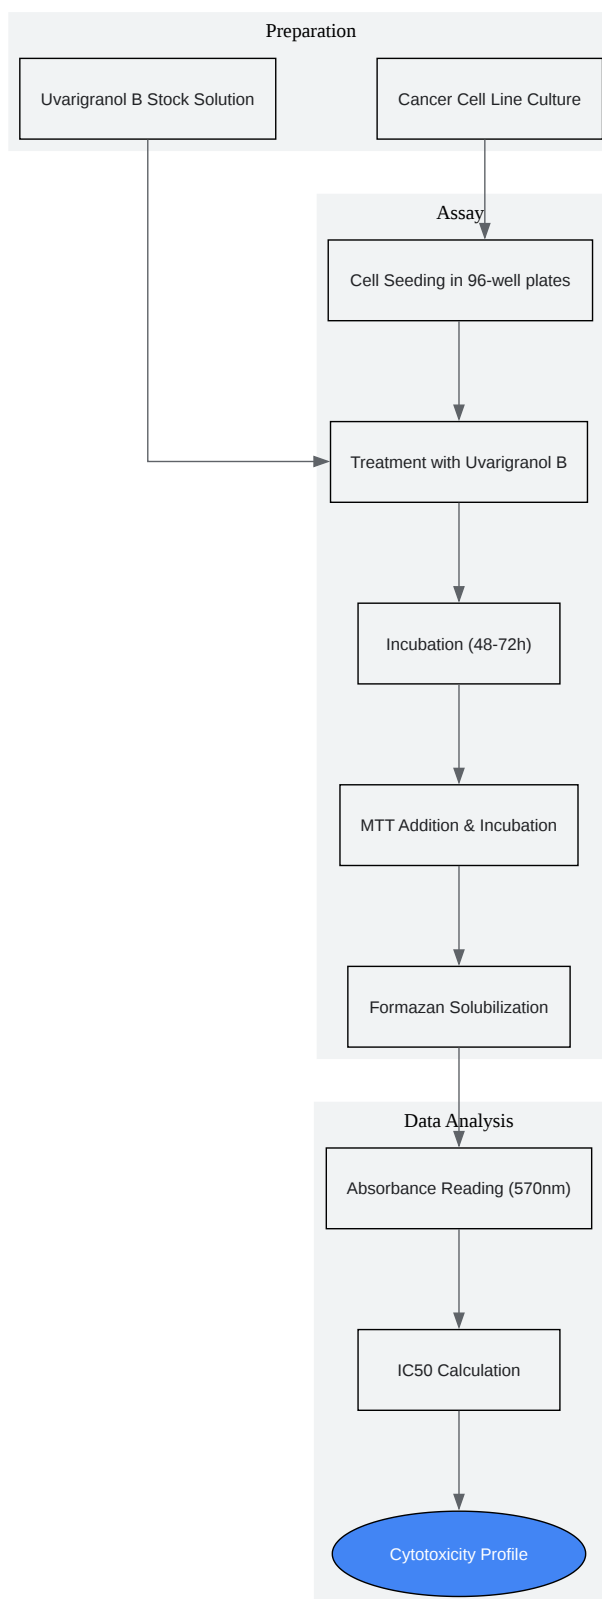 Preparation
Uvarigranol B Stock Solution
Cancer Cell Line Culture
Assay
Cell Seeding in 96-well plates
Treatment with Uvarigranol B
Incubation (48-72h)
MTT Addition & Incubation
Formazan Solubilization
Data Analysis
Absorbance Reading (570nm)
IC50 Calculation
Cytotoxicity Profile